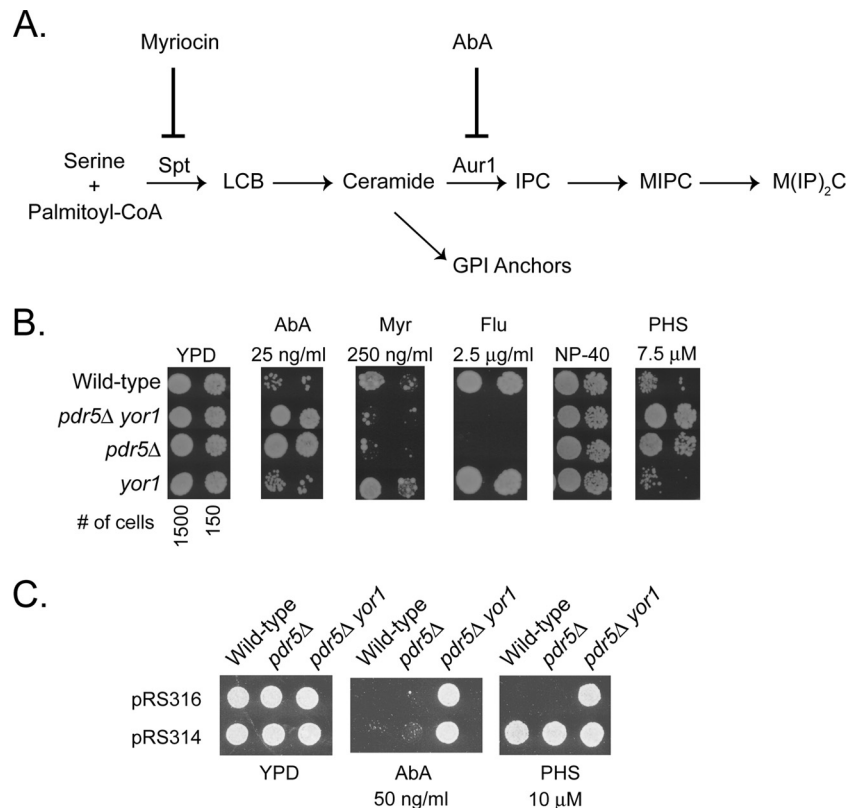 A.
Myriocin AbA
Serine
+
Palmitoyl-CoA
Spt LCB Ceramide Aur1 IPC MIPC M(IP)2C
GPI Anchors
B.
AbA Myr Flu PHS
YPD 25 ng/ml 250 ng/ml 2.5 μg/ml NP-40 7.5 μM
Wild-type
pdr5Δ yor1
pdr5Δ
yor1
# of cells 1500 150
C.
Wild-type pdr5Δ pdr5Δ yor1 Wild-type pdr5Δ pdr5Δ yor1 Wild-type pdr5Δ pdr5Δ yor1
pRS316
pRS314
YPD AbA PHS
50 ng/ml 10 μM